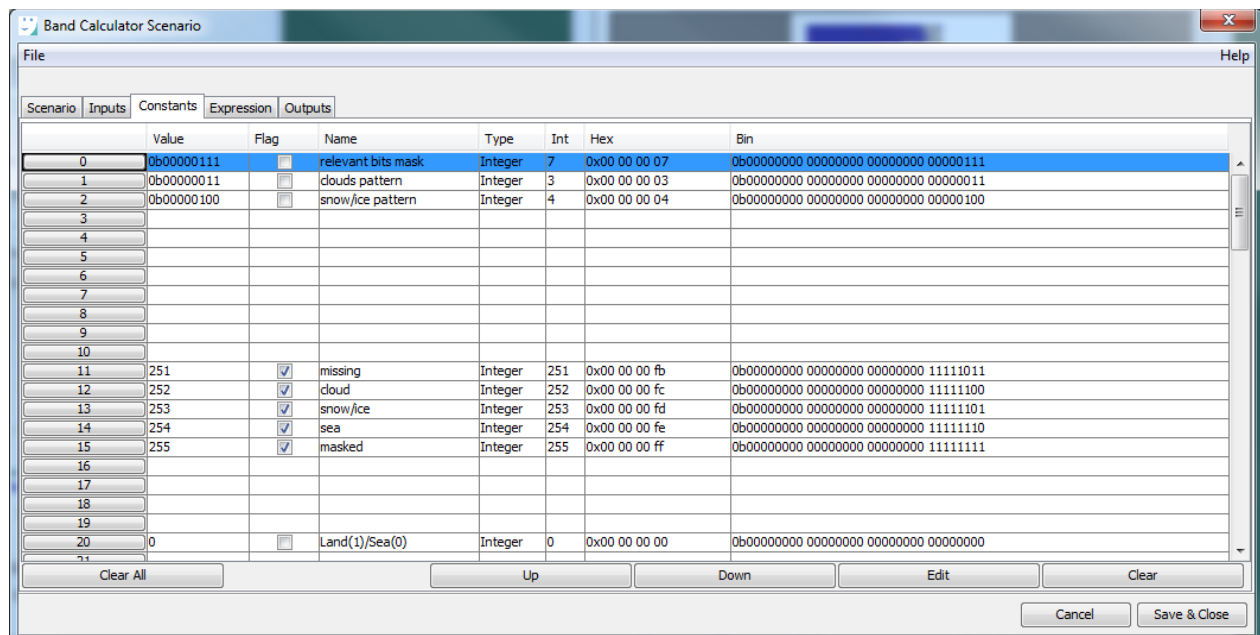 Band Calculator Scenario
x
File Help
Scenario Inputs Constants Expression Outputs
Value Flag Name Type Int Hex Bin
0 0b00000111 relevant bits mask Integer 7 0x00 00 00 07 0b00000000 00000000 00000000 00000111
1 0b00000011 clouds pattern Integer 3 0x00 00 00 03 0b00000000 00000000 00000000 00000011
2 0b00000100 snow/ice pattern Integer 4 0x00 00 00 04 0b00000000 00000000 00000000 00000100
3
4
5
6
7
8
9
10
11 251 missing Integer 251 0x00 00 00 fb 0b00000000 00000000 00000000 11111011
12 252 cloud Integer 252 0x00 00 00 fc 0b00000000 00000000 00000000 11111100
13 253 snow/ice Integer 253 0x00 00 00 fd 0b00000000 00000000 00000000 11111101
14 254 sea Integer 254 0x00 00 00 fe 0b00000000 00000000 00000000 11111110
15 255 masked Integer 255 0x00 00 00 ff 0b00000000 00000000 00000000 11111111
16
17
18
19
20 0 Land(1)/Sea(0) Integer 0 0x00 00 00 00 0b00000000 00000000 00000000 00000000
21
Clear All Up Down Edit Clear
Cancel Save & Close